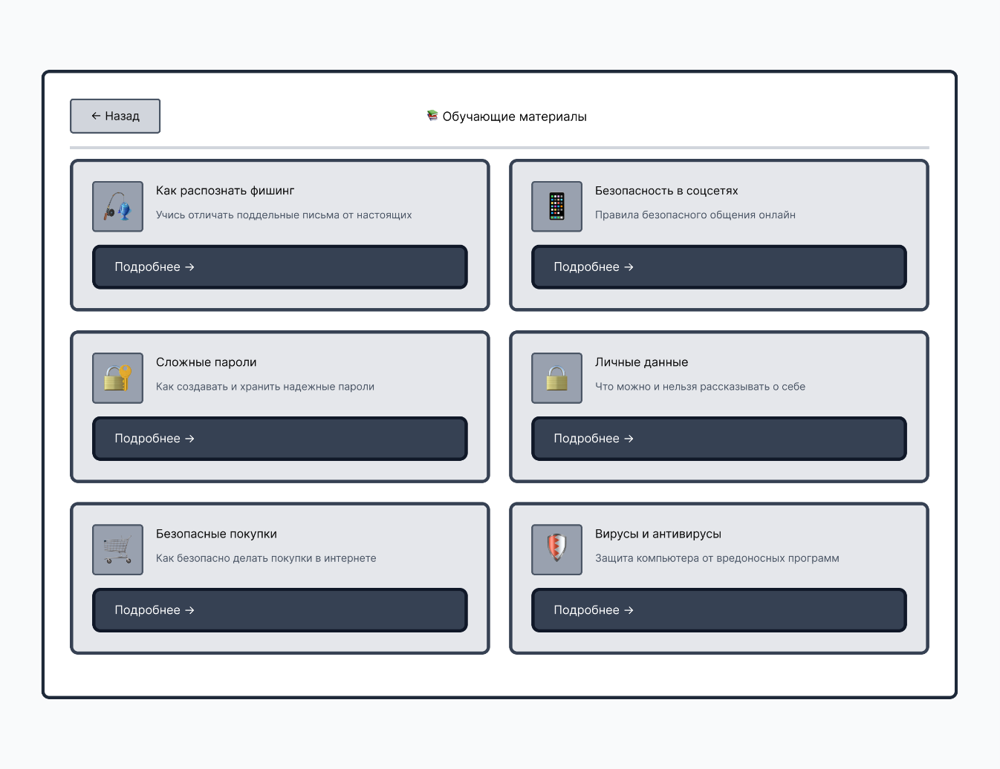 ← Назад
📚 Обучающие материалы
Как распознать фишинг
Учись отличать поддельные письма от настоящих
Подробнее →
Безопасность в соцсетях
Правила безопасного общения онлайн
Подробнее →
Сложные пароли
Как создавать и хранить надежные пароли
Подробнее →
Личные данные
Что можно и нельзя рассказывать о себе
Подробнее →
Безопасные покупки
Как безопасно делать покупки в интернете
Подробнее →
Вирусы и антивирусы
Защита компьютера от вредоносных программ
Подробнее →